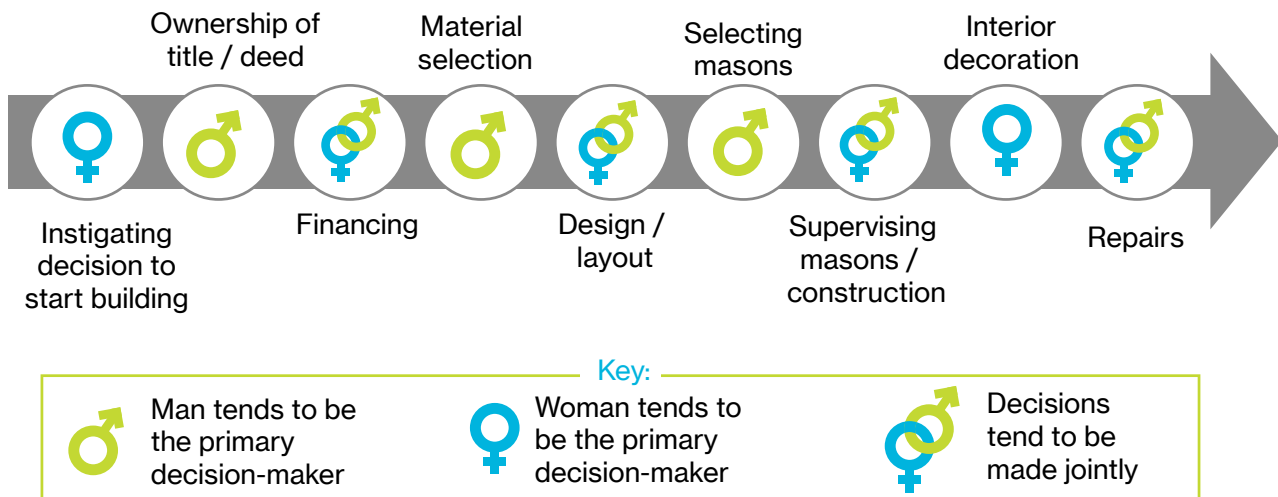 Ownership of
title / deed
Material
selection
Selecting
masons
Interior
decoration
Instigating
decision to
start building
Financing
Design /
layout
Supervising
masons /
construction
Repairs
Key:
Man tends to be
the primary
decision-maker
Woman tends to
be the primary
decision-maker
Decisions
tend to be
made jointly